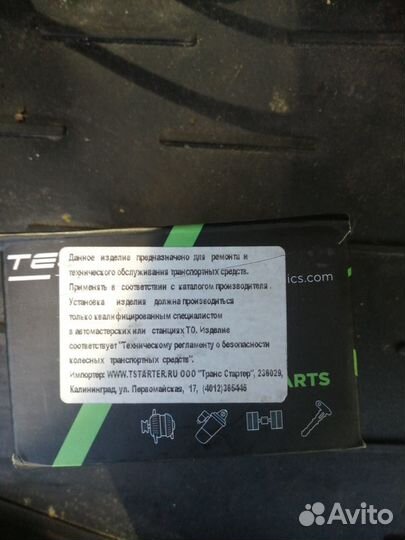 TES
Данное изделие предназначено для ремонта и
технического обслуживания транспортных средств.
Применять в соответствии с каталогом производителя.
Установка изделия должна производиться
только квалифицированным специалистом
в автомастерских или станциях ТО. Изделие
соответствует "Техническому регламенту о безопасности
колесных транспортных средств".
Импортер: WWW.TSTARTER.RU ООО "Транс Стартер", 236029,
Калининград, ул. Первомайская, 17, (4012)365446
ics.com
ARTS
Avito